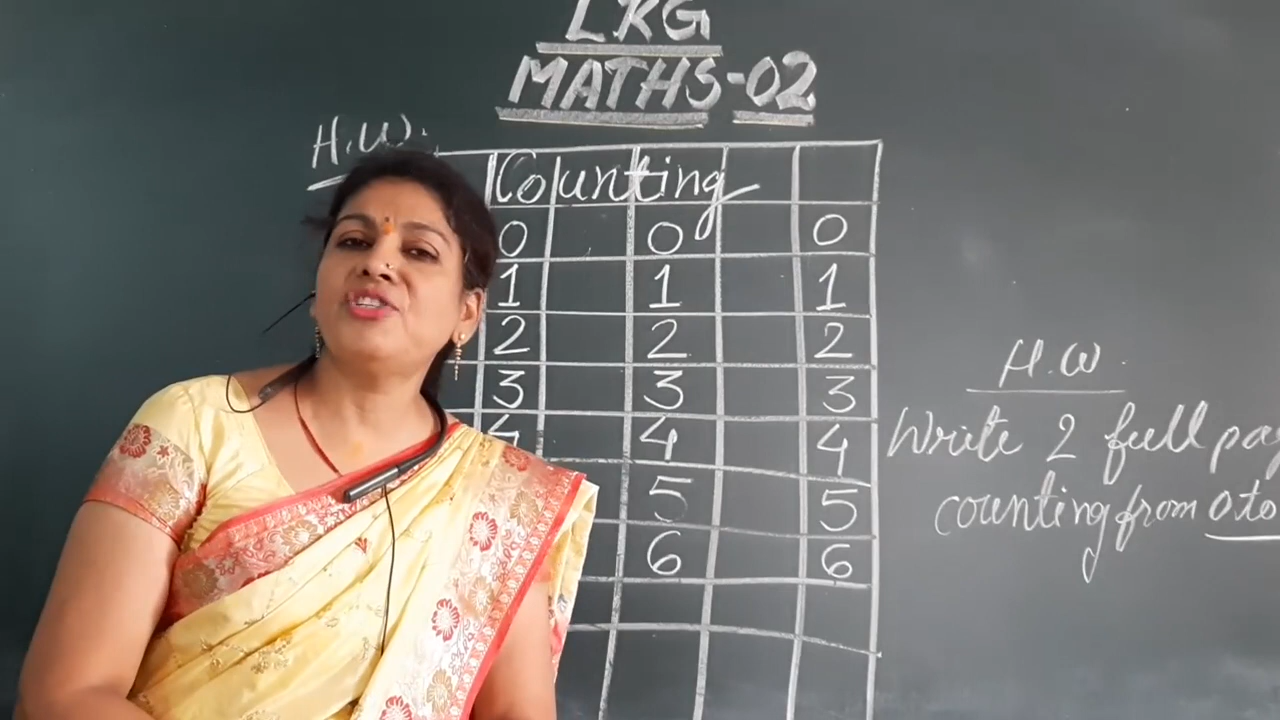 LKG
MATHS-02
H.W.
Counting
0 0 0
1 1 1
2 2 2
3 3 3
4 4 4
5 5
6 6
H.W.
Write 2 full
counting from 0 to